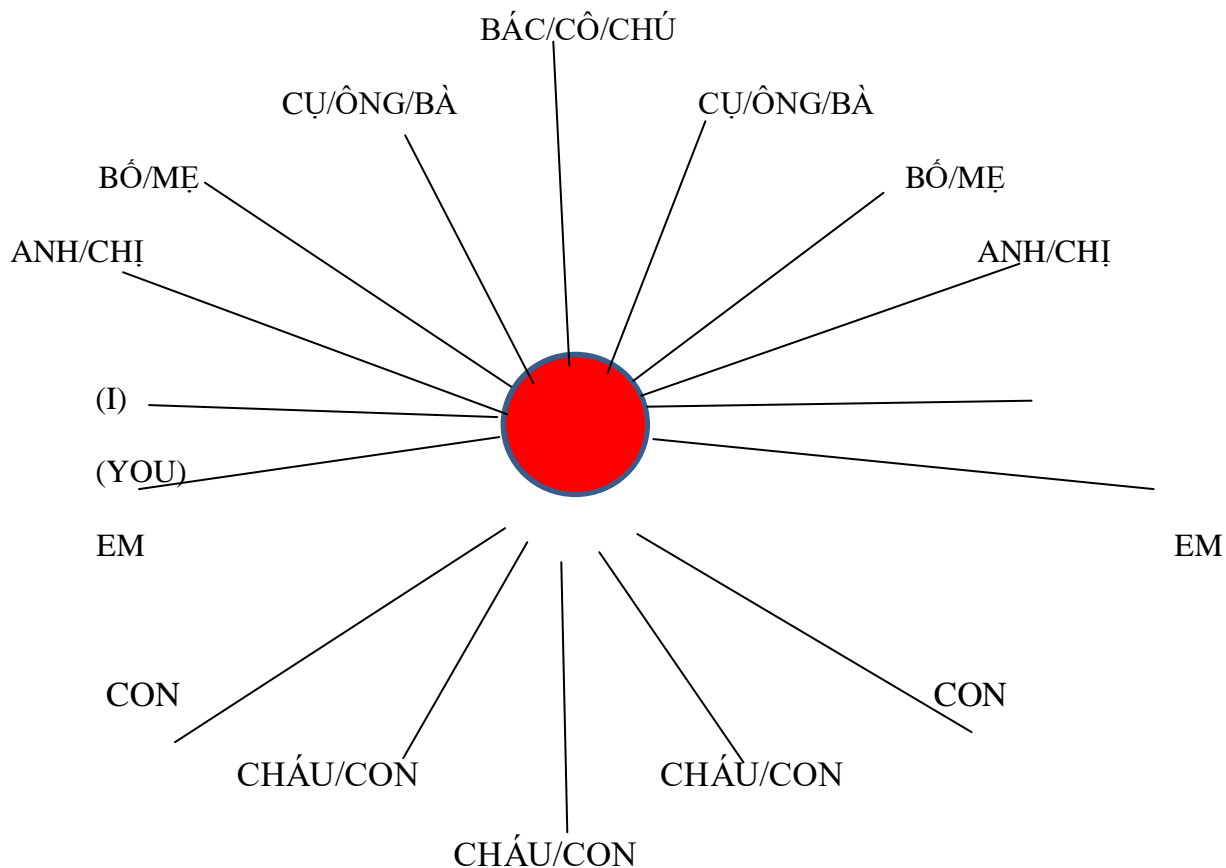 BÁC/CÔ/CHÚ
CỤ/ÔNG/BÀ CỤ/ÔNG/BÀ
BỐ/MẸ BỐ/MẸ
ANH/CHỊ ANH/CHỊ
(I)
(YOU)
EM EM
CON CON
CHÁU/CON CHÁU/CON
CHÁU/CON